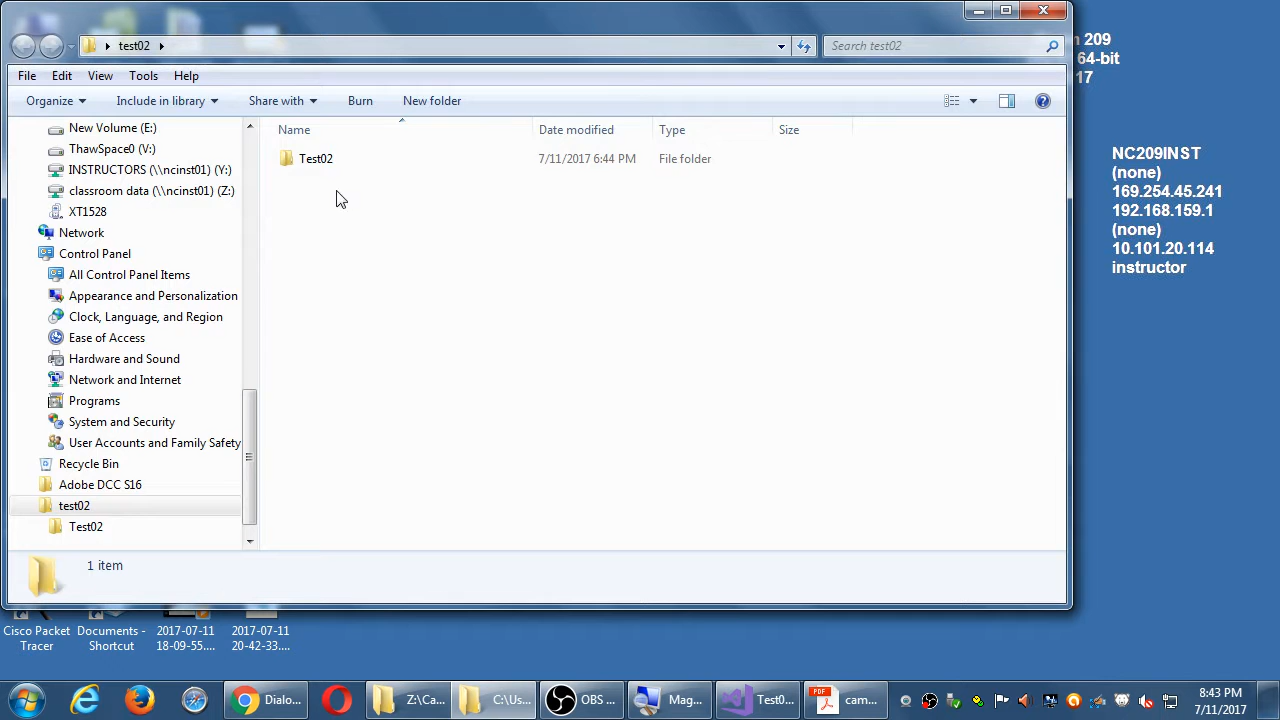 test02
Search test02
File Edit View Tools Help
Organize Include in library Share with Burn New folder
Name Date modified Type Size
Test02 7/11/2017 6:44 PM File folder
New Volume (E:)
ThawSpace0 (V:)
INSTRUCTORS (\\ncinst01) (Y:)
classroom data (\\ncinst01) (Z:)
XT1528
Network
Control Panel
All Control Panel Items
Appearance and Personalization
Clock, Language, and Region
Ease of Access
Hardware and Sound
Network and Internet
Programs
System and Security
User Accounts and Family Safety
Recycle Bin
Adobe DCC S16
test02
Test02
1 item
209
64-bit
17
NC209INST
(none)
169.254.45.241
192.168.159.1
(none)
10.101.20.114
instructor
Cisco Packet
Tracer
Documents -
Shortcut
2017-07-11
18-09-55....
2017-07-11
20-42-33....
Dialo...
Z:\Ca...
C:\Us...
OBS ...
Mag...
Test0...
PDF
cam...
8:43 PM
7/11/2017